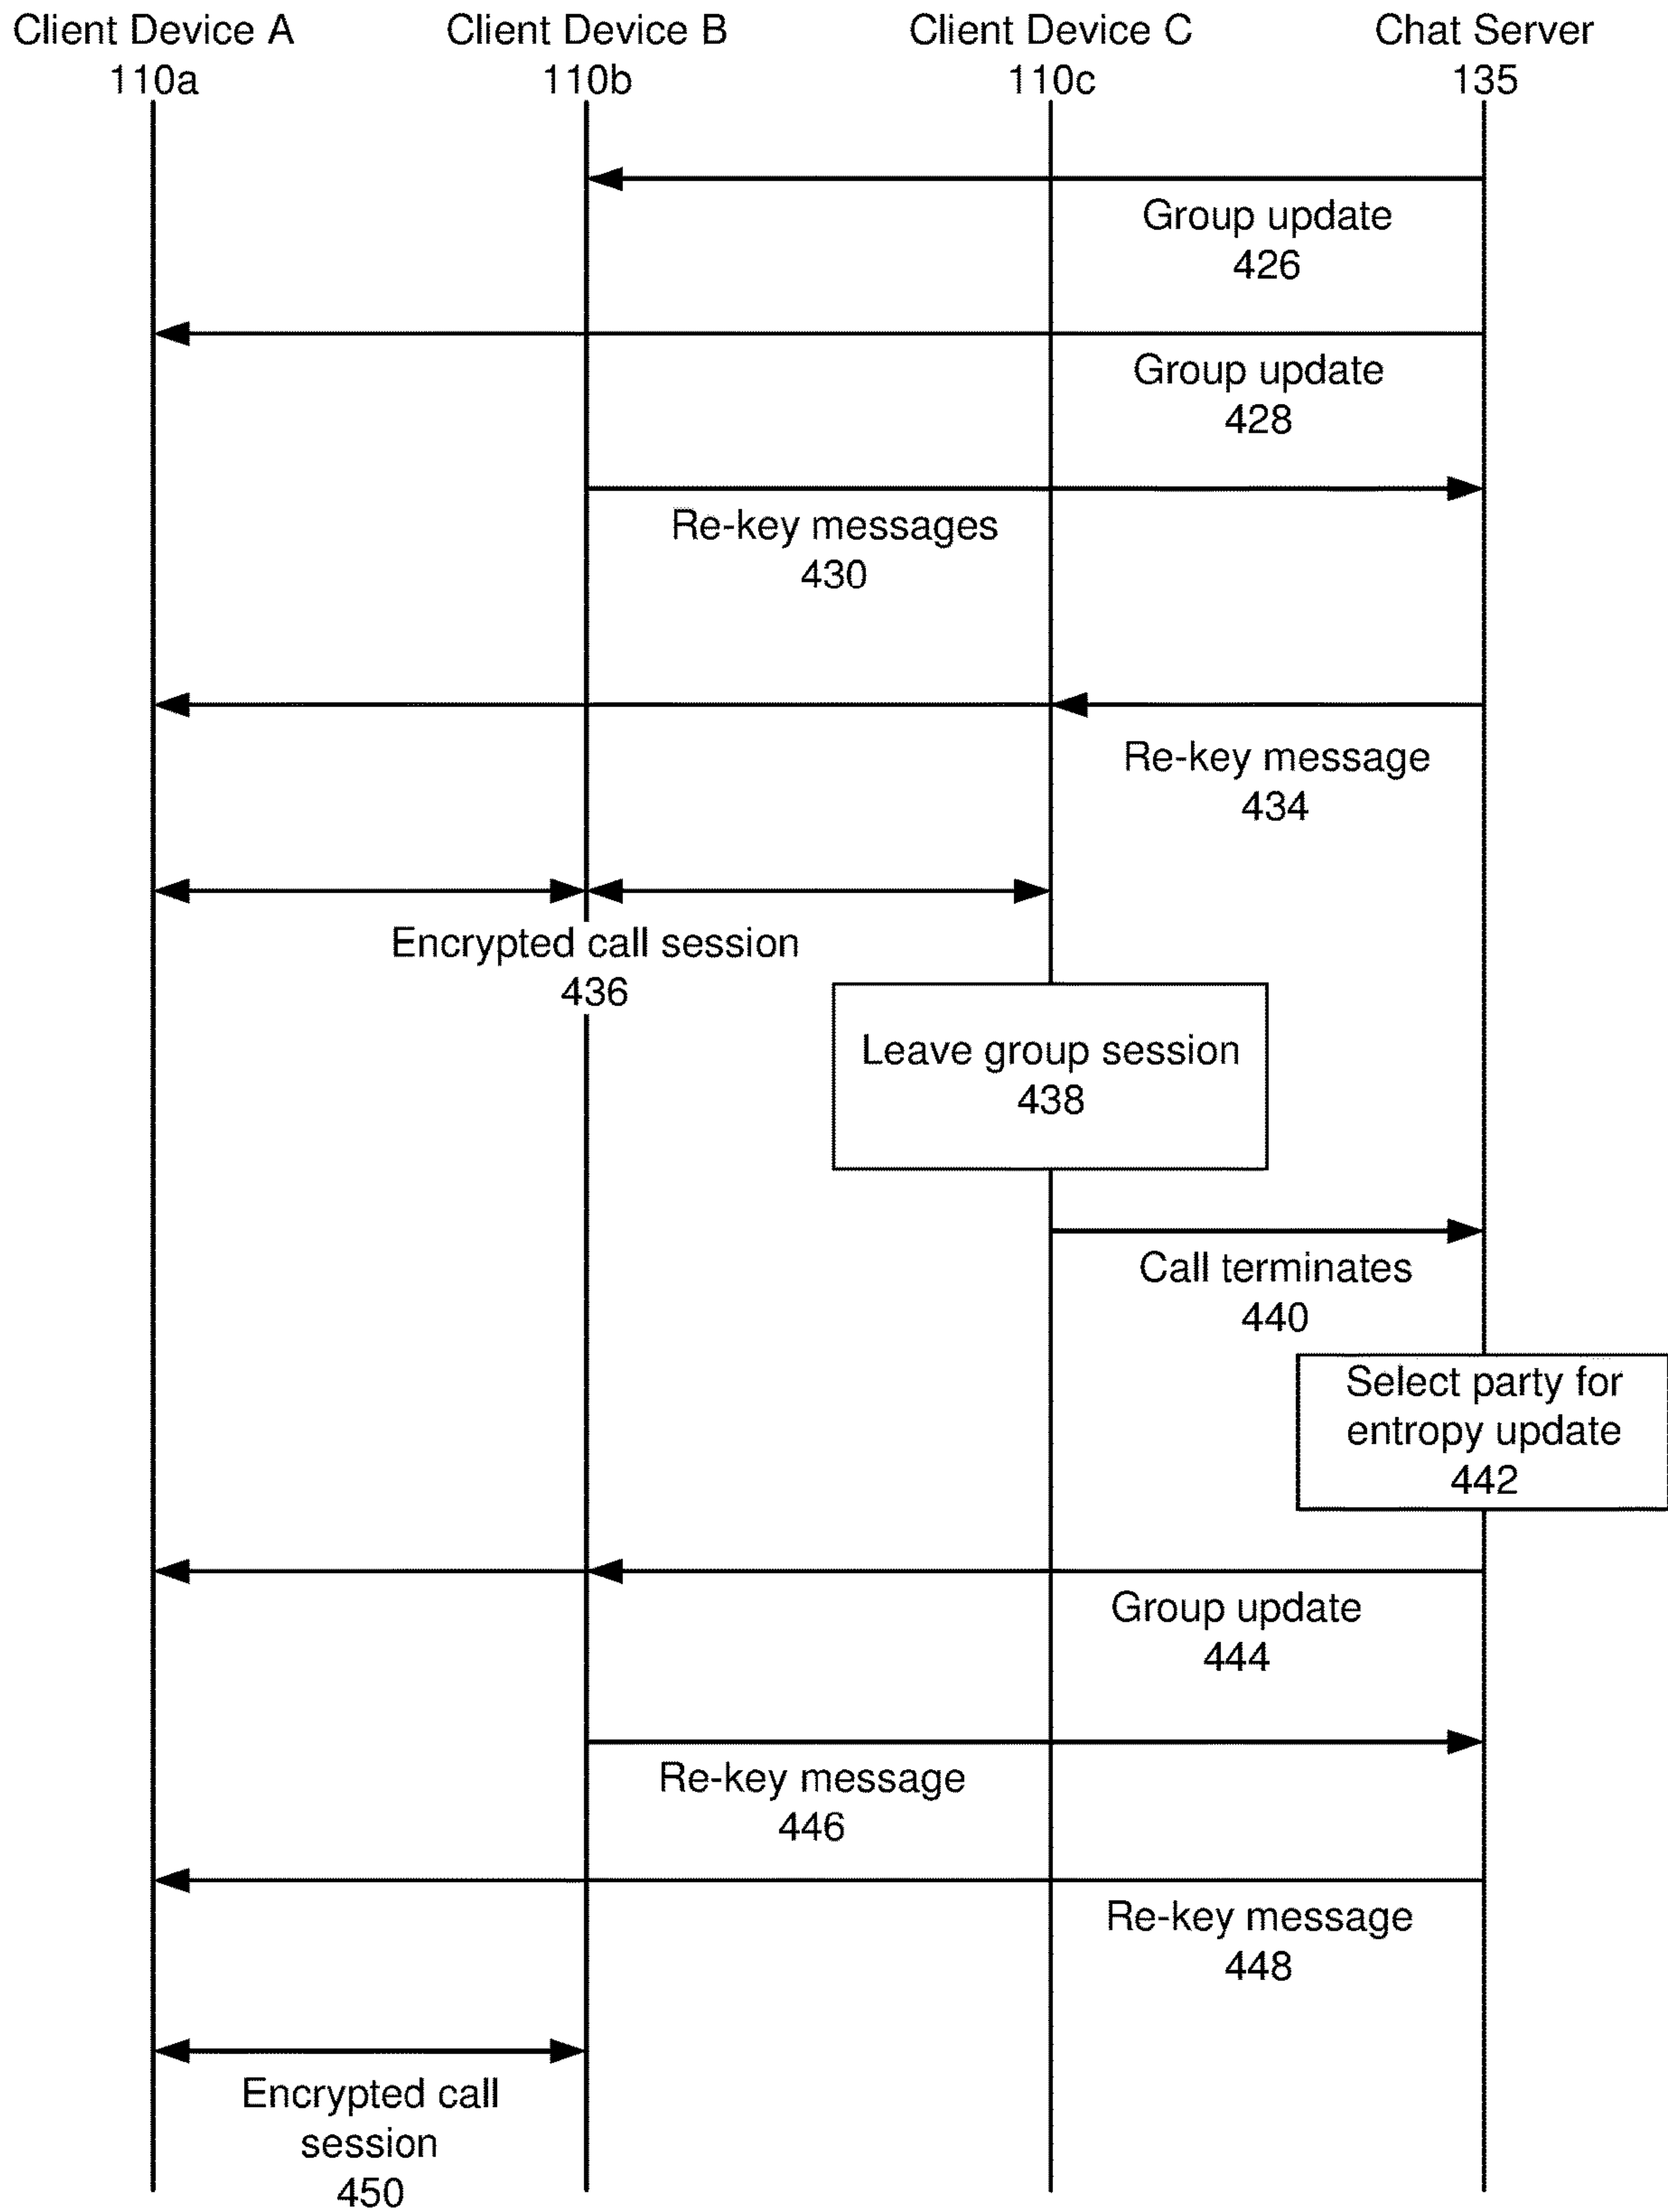 Client Device A
110a
Client Device B
110b
Client Device C
110c
Chat Server
135
Group update
426
Group update
428
Re-key messages
430
Re-key message
434
Encrypted call session
436
Leave group session
438
Call terminates
440
Select party for
entropy update
442
Group update
444
Re-key message
446
Re-key message
448
Encrypted call
session
450